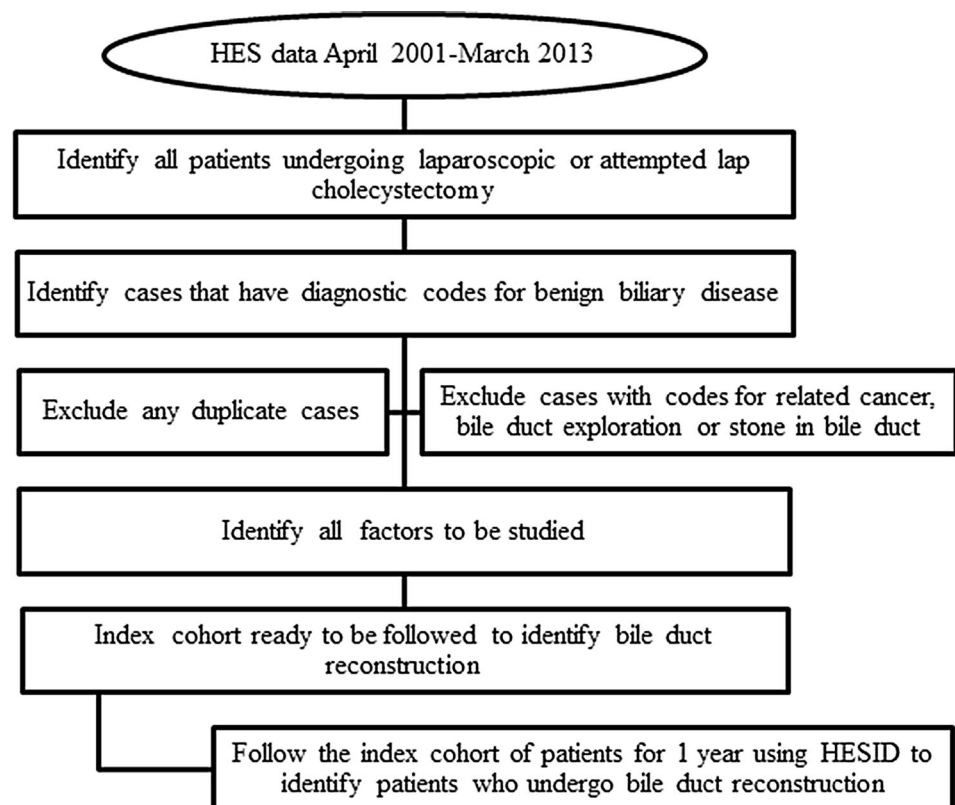 HES data April 2001-March 2013
Identify all patients undergoing laparoscopic or attempted lap
cholecystectomy
Identify cases that have diagnostic codes for benign biliary disease
Exclude any duplicate cases
Exclude cases with codes for related cancer,
bile duct exploration or stone in bile duct
Identify all factors to be studied
Index cohort ready to be followed to identify bile duct
reconstruction
Follow the index cohort of patients for 1 year using HESID to
identify patients who undergo bile duct reconstruction